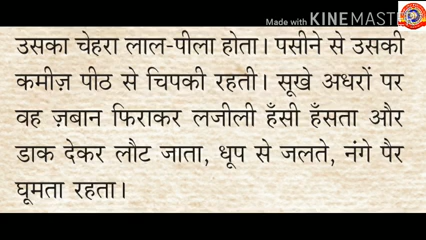 Made with KINEMASTER
उसका चेहरा लाल-पीला होता। पसीने से उसकी
कमीज़ पीठ से चिपकी रहती। सूखे अधरों पर
वह ज़बान फिराकर लजीली हँसी हँसता और
डाक देकर लौट जाता, धूप से जलते, नंगे पैर
घूमता रहता।